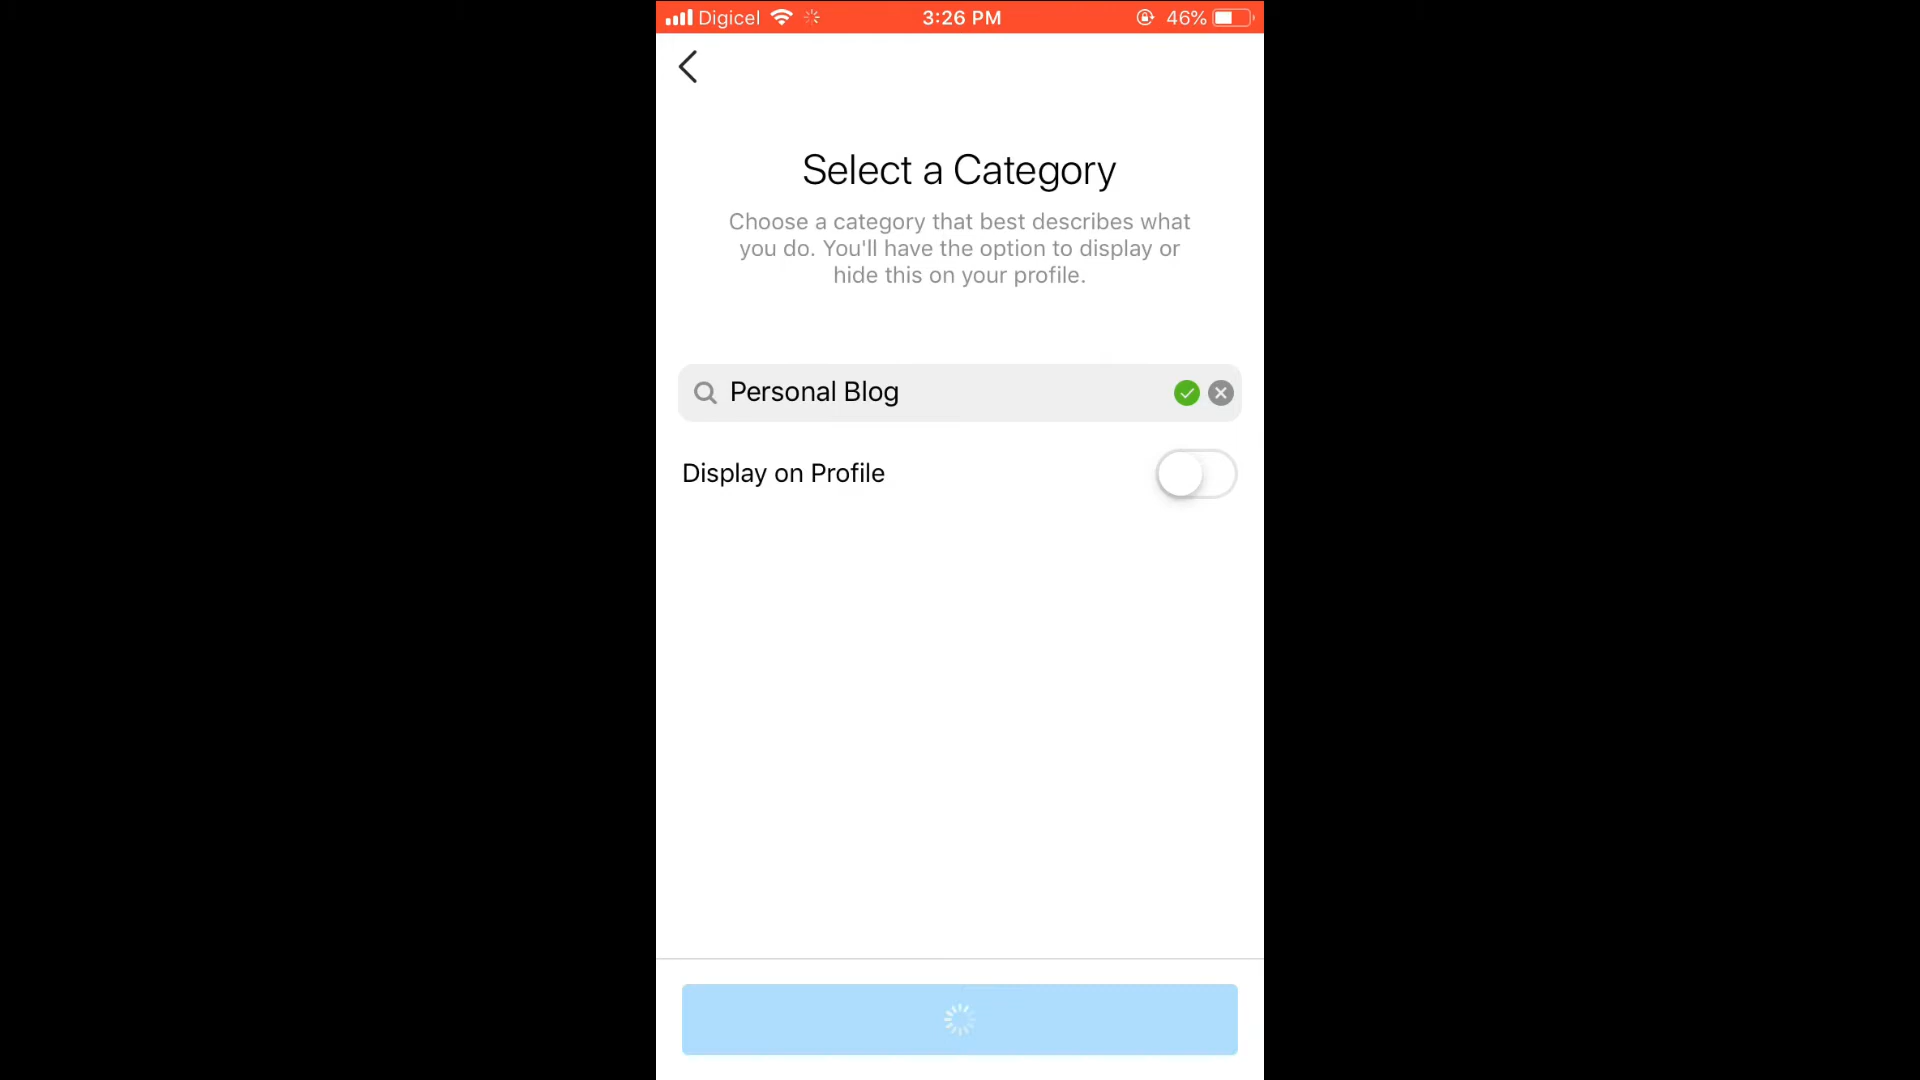 Digicel 3:26 PM 46%
Select a Category
Choose a category that best describes what
you do. You'll have the option to display or
hide this on your profile.
Personal Blog
Display on Profile